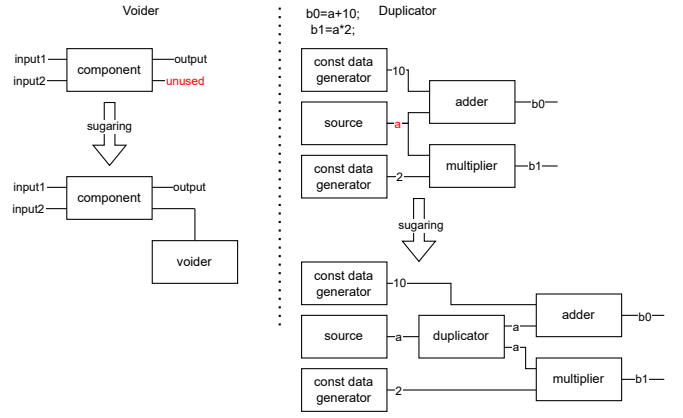 Voider
input1
input2
component
output
unused
sugaring
input1
input2
component
output
voider
Duplicator
b0=a+10;
b1=a*2;
const data
generator
10
adder
b0
source
a
const data
generator
2
multiplier
b1
sugaring
const data
generator
10
adder
b0
source
a
duplicator
a
a
const data
generator
2
multiplier
b1